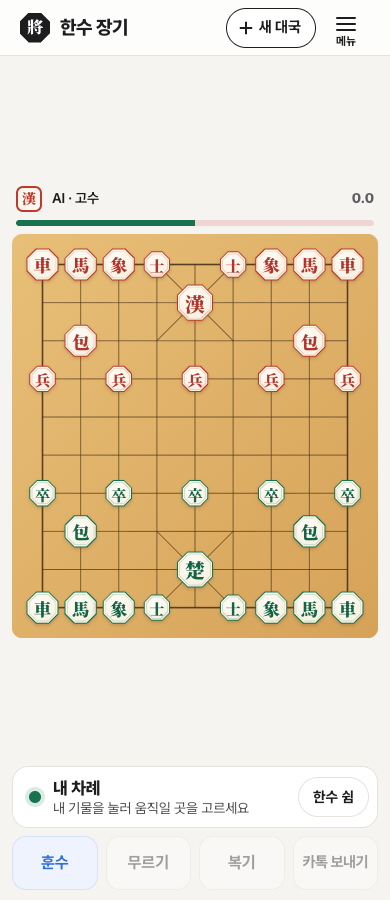 將 한수 장기
+ 새 대국
메뉴
漢 AI · 고수 0.0
車 馬 象 士 士 象 馬 車
漢
包 包
兵 兵 兵 兵 兵
卒 卒 卒 卒 卒
包 包
楚
車 馬 象 士 士 象 馬 車
내 차례
내 기물을 눌러 움직일 곳을 고르세요
한수 쉼
훈수 무르기 복기 카톡 보내기